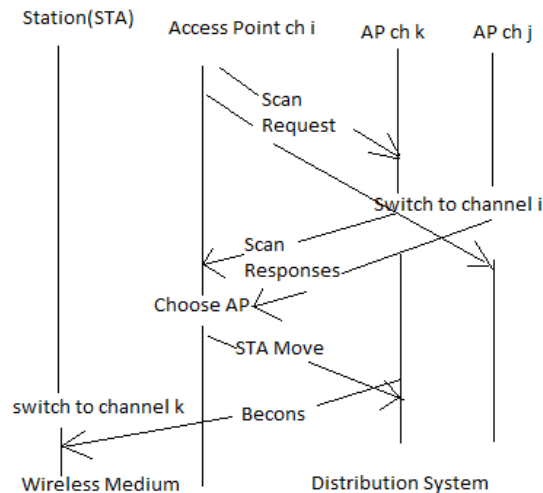 Station(STA)
Access Point ch i
AP ch k
AP ch j
Scan
Request
Switch to channel i
Scan
Responses
Choose AP
STA Move
switch to channel k
Becons
Wireless Medium
Distribution System